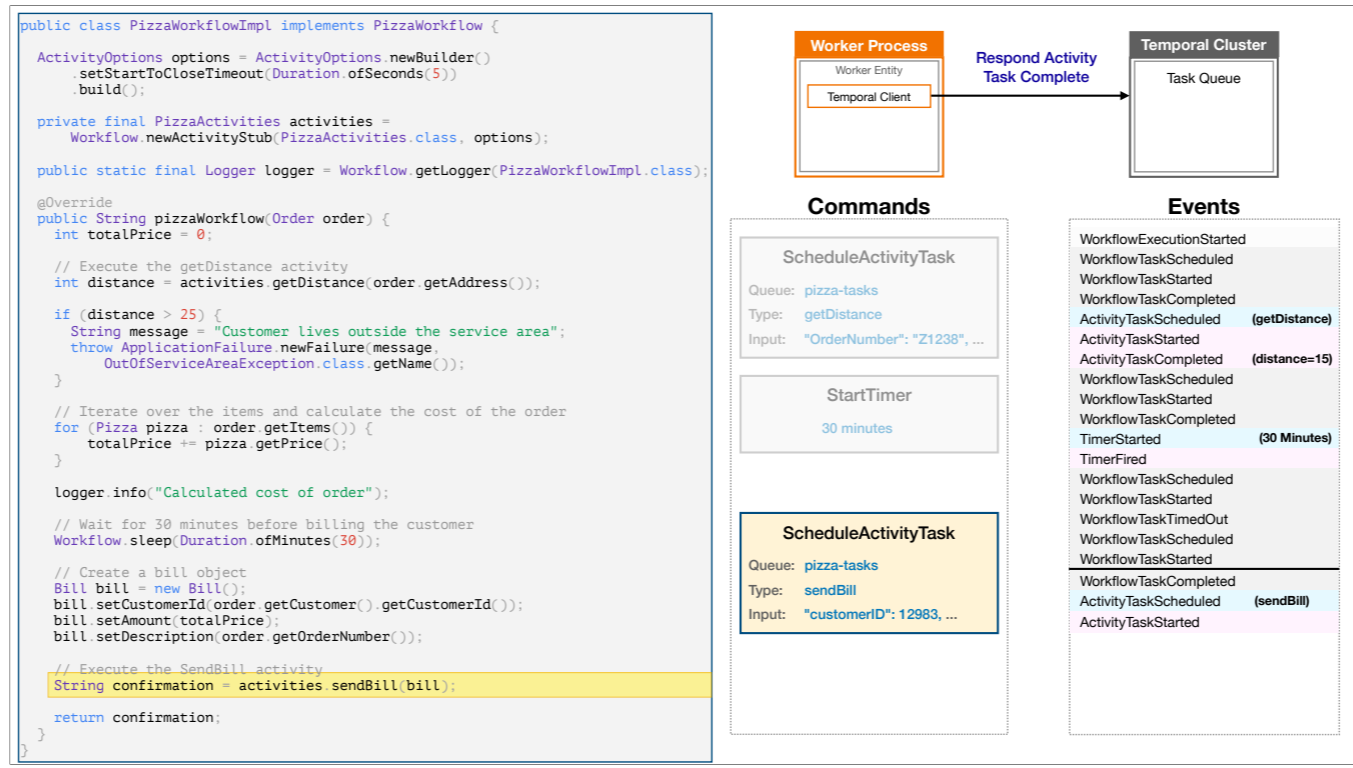 public class PizzaWorkflowImpl implements PizzaWorkflow {
ActivityOptions options = ActivityOptions.newBuilder()
.setStartToCloseTimeout(Duration.ofSeconds(5))
.build();
private final PizzaActivities activities =
Workflow.newActivityStub(PizzaActivities.class, options);
public static final Logger logger = Workflow.getLogger(PizzaWorkflowImpl.class);
@Override
public String pizzaWorkflow(Order order) {
int totalPrice = 0;
// Execute the getDistance activity
int distance = activities.getDistance(order.getAddress());
if (distance > 25) {
String message = "Customer lives outside the service area";
throw ApplicationFailure.newFailure(message,
OutOfServiceAreaException.class.getName());
}
// Iterate over the items and calculate the cost of the order
for (Pizza pizza : order.getItems()) {
totalPrice += pizza.getPrice();
}
logger.info("Calculated cost of order");
// Wait for 30 minutes before billing the customer
Workflow.sleep(Duration.ofMinutes(30));
// Create a bill object
Bill bill = new Bill();
bill.setCustomerId(order.getCustomer().getCustomerId());
bill.setAmount(totalPrice);
bill.setDescription(order.getOrderNumber());
// Execute the SendBill activity
String confirmation = activities.sendBill(bill);
return confirmation;
}
}
Worker Process
Worker Entity
Temporal Client
Respond Activity
Task Complete
Temporal Cluster
Task Queue
Commands
ScheduleActivityTask
Queue: pizza-tasks
Type: getDistance
Input: "OrderNumber": "Z1238", ...
StartTimer
30 minutes
ScheduleActivityTask
Queue: pizza-tasks
Type: sendBill
Input: "customerID": 12983, ...
Events
WorkflowExecutionStarted
WorkflowTaskScheduled
WorkflowTaskStarted
WorkflowTaskCompleted
ActivityTaskScheduled (getDistance)
ActivityTaskStarted
ActivityTaskCompleted (distance=15)
WorkflowTaskScheduled
WorkflowTaskStarted
WorkflowTaskCompleted
TimerStarted (30 Minutes)
TimerFired
WorkflowTaskScheduled
WorkflowTaskStarted
WorkflowTaskTimedOut
WorkflowTaskScheduled
WorkflowTaskStarted
WorkflowTaskCompleted
ActivityTaskScheduled (sendBill)
ActivityTaskStarted